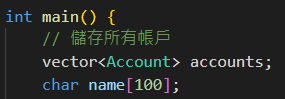 int main() {
// 儲存所有帳戶
vector<Account> accounts;
char name[100];